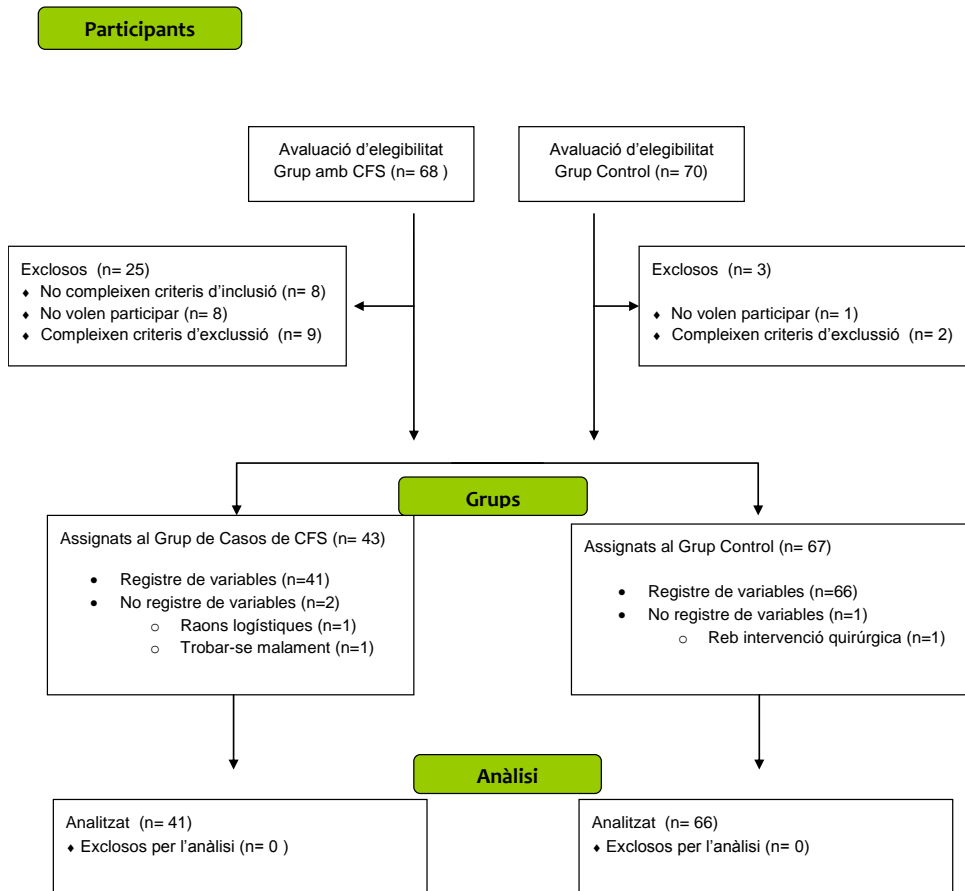 Participants
Avaluació d'elegibilitat
Grup amb CFS (n= 68 )
Avaluació d'elegibilitat
Grup Control (n= 70)
Exclosos (n= 25)
♦ No compleixen criteris d'inclusió (n= 8)
♦ No volen participar (n= 8)
♦ Compleixen criteris d'exclussió (n= 9)
Exclosos (n= 3)
♦ No volen participar (n= 1)
♦ Compleixen criteris d'exclussió (n= 2)
Grups
Assignats al Grup de Casos de CFS (n= 43)
• Registre de variables (n=41)
• No registre de variables (n=2)
o Raons logístiques (n=1)
o Trobar-se malament (n=1)
Assignats al Grup Control (n= 67)
• Registre de variables (n=66)
• No registre de variables (n=1)
o Reb intervenció quirúrgica (n=1)
Anàlisi
Analitzat (n= 41)
♦ Exclosos per l'anàlisi (n= 0 )
Analitzat (n= 66)
♦ Exclosos per l'anàlisi (n= 0)